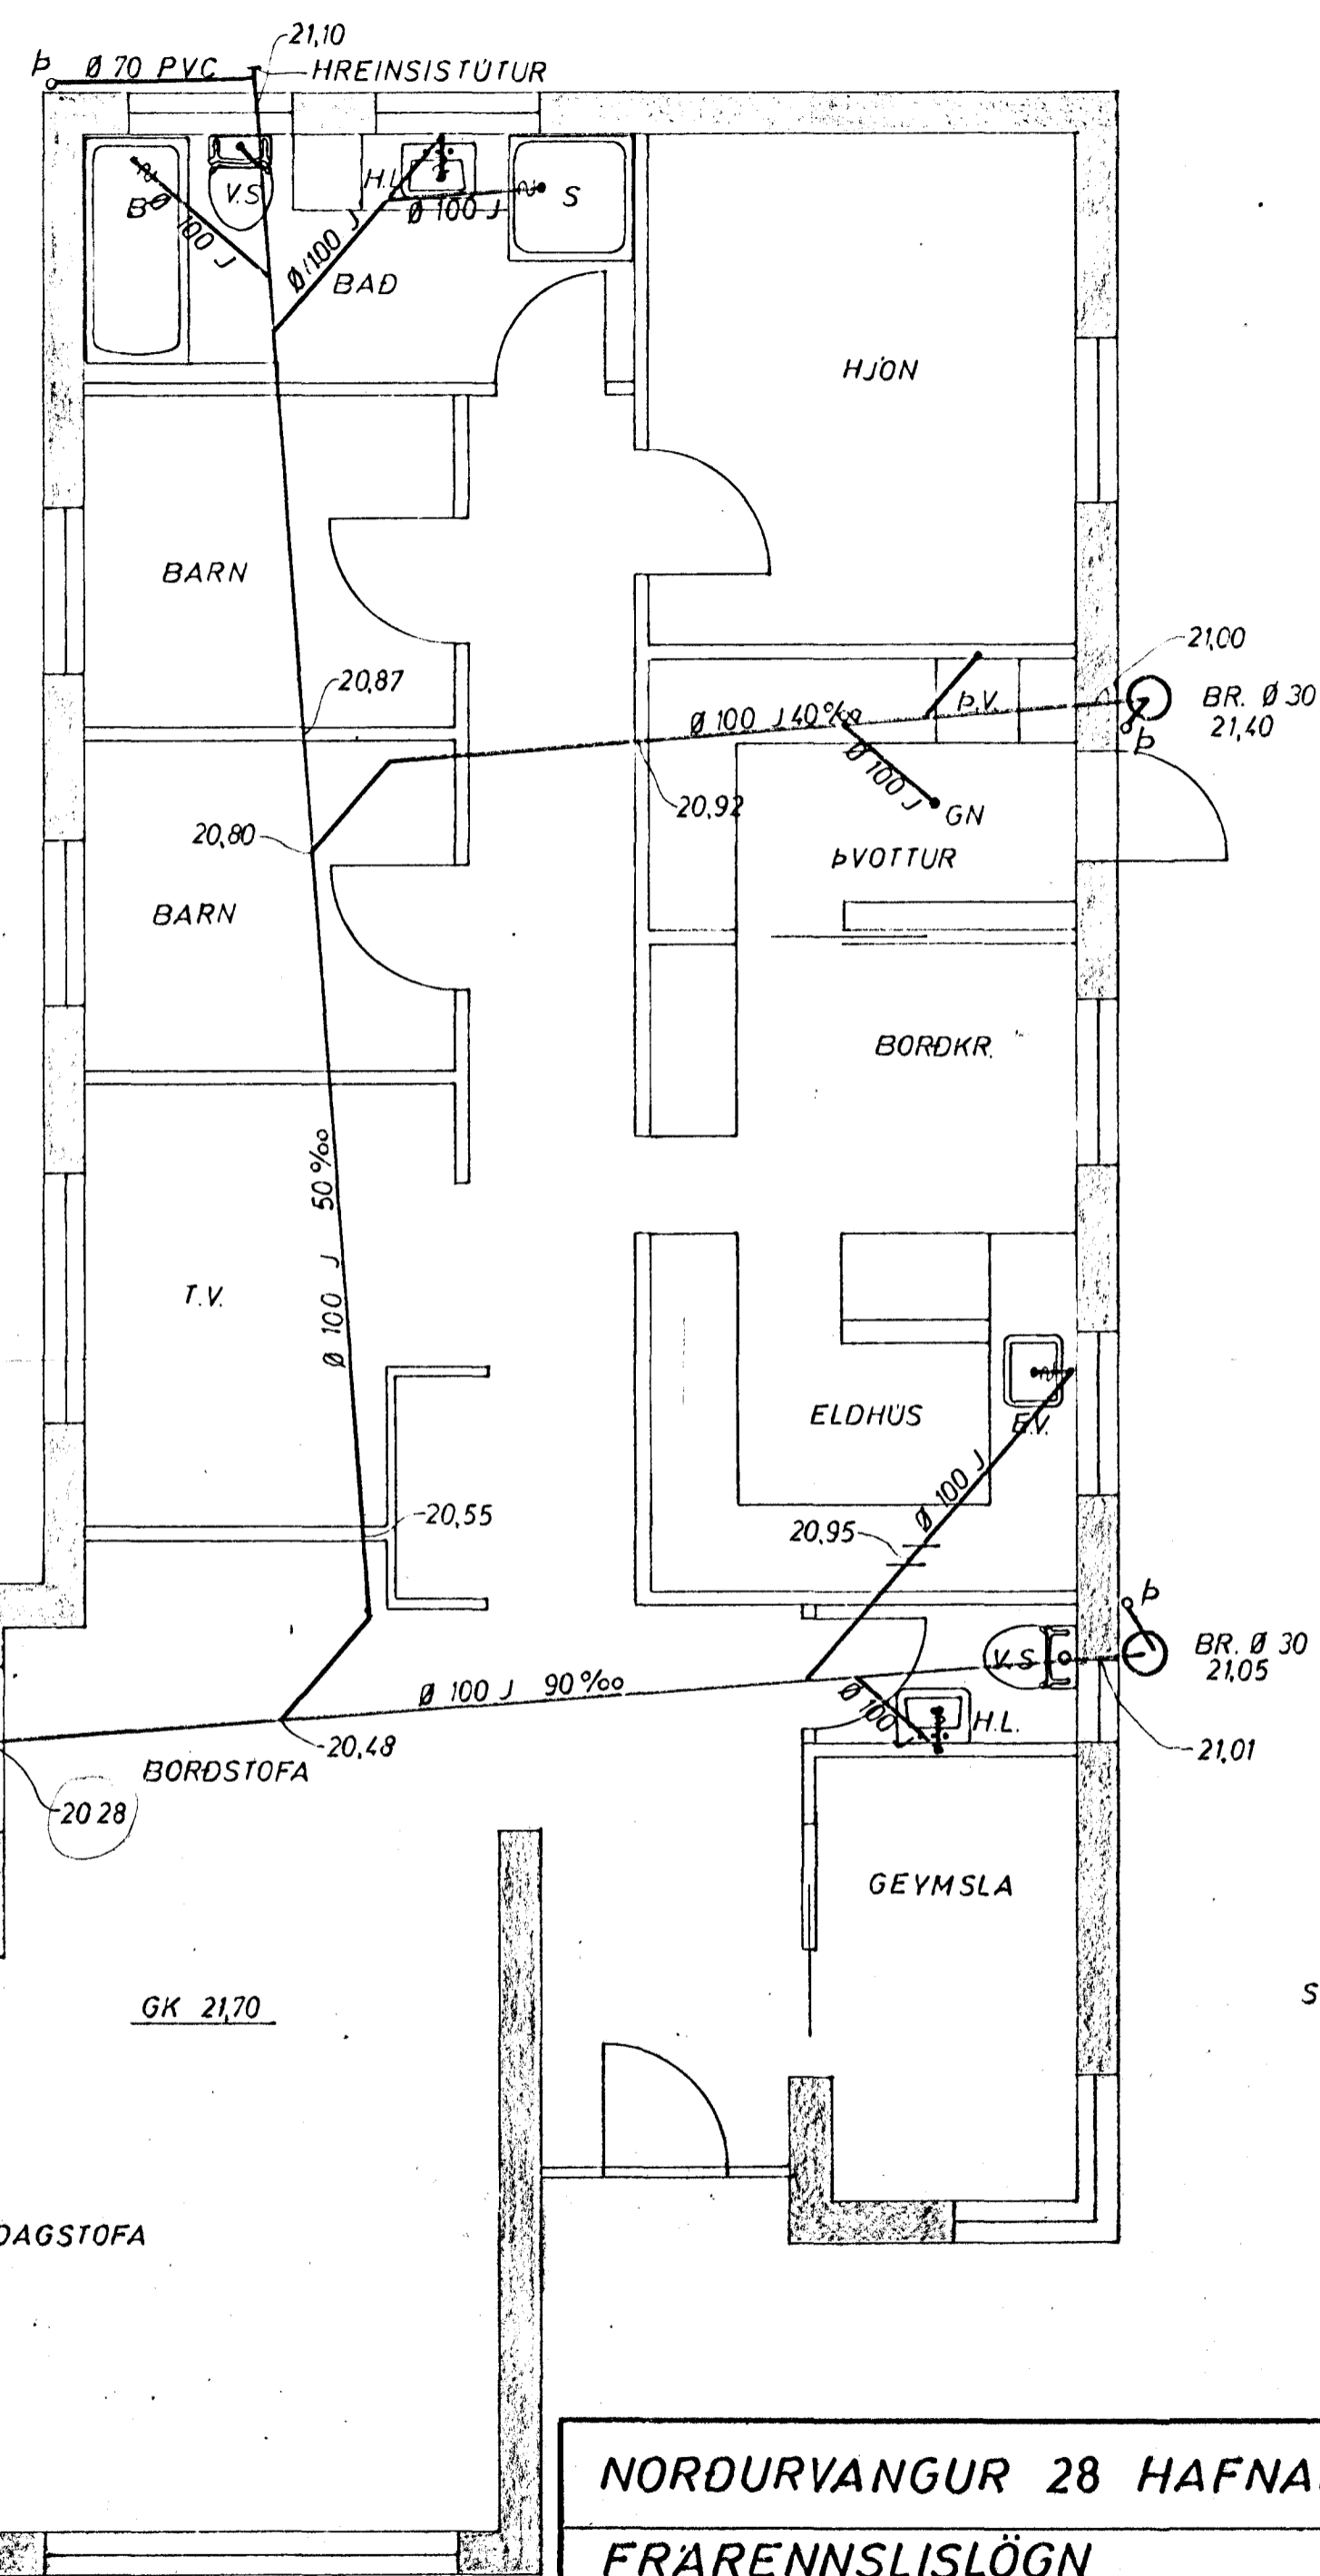 21,10
Þ Ø 70 PVC HREINSISTÚTUR
B Ø 100 J
V.S
H.L
Ø 100 J
S
Ø 100 J
BAÐ
HJÓN
BARN
20,87
21,00
Ø 100 J 40‰
Þ.V.
BR. Ø 30
21,40
Þ
Ø 100 J
GN
20,92
20,80
ÞVOTTUR
BARN
BORÐKR.
Ø 100 J 50‰
T.V.
ELDHÚS
E.V.
Ø 100 J
20,55
20,95
Þ
V.S
BR. Ø 30
21,05
Ø 100 J 90‰
Ø 100
H.L.
20,48
21,01
BORÐSTOFA
20 28
GEYMSLA
GK 21,70
S
DAGSTOFA
NORÐURVANGUR 28 HAFNA
FRÁRENNSLISLÖGN